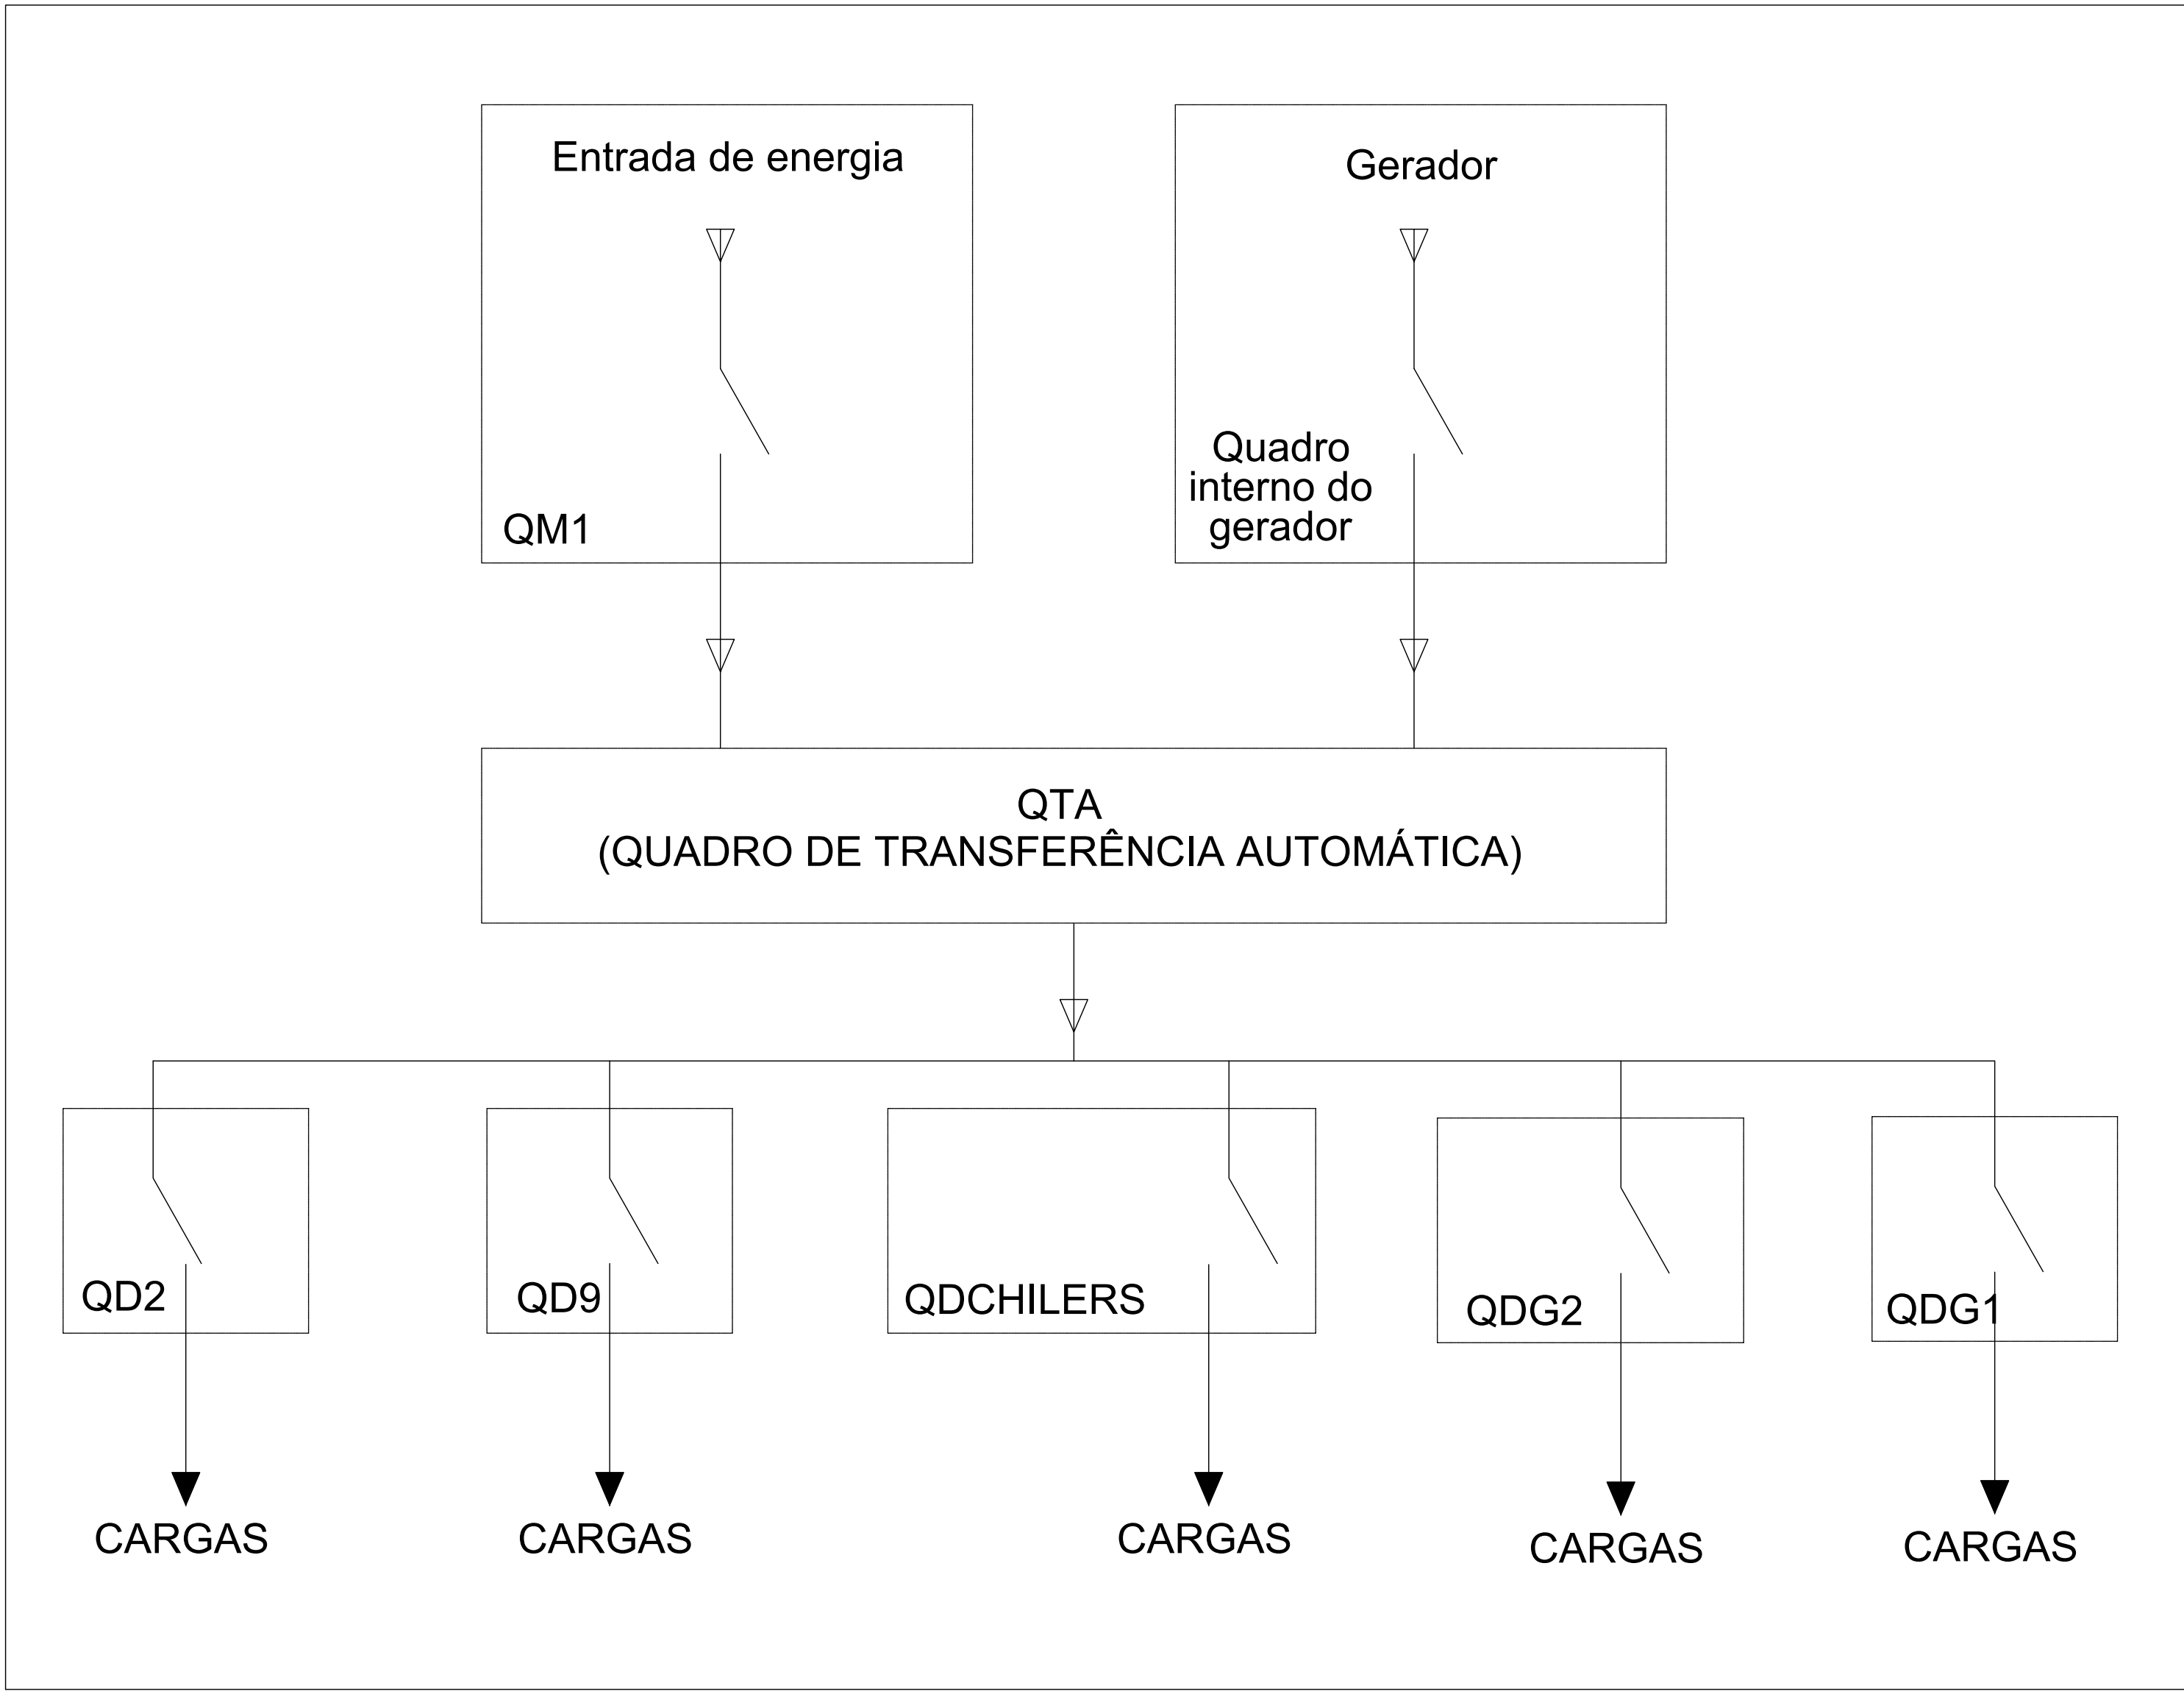 Entrada de energia
Gerador
Quadro
interno do
gerador
QM1
QTA
(QUADRO DE TRANSFERÊNCIA AUTOMÁTICA)
QD2
QD9
QDCHILERS
QDG2
QDG1
CARGAS
CARGAS
CARGAS
CARGAS
CARGAS